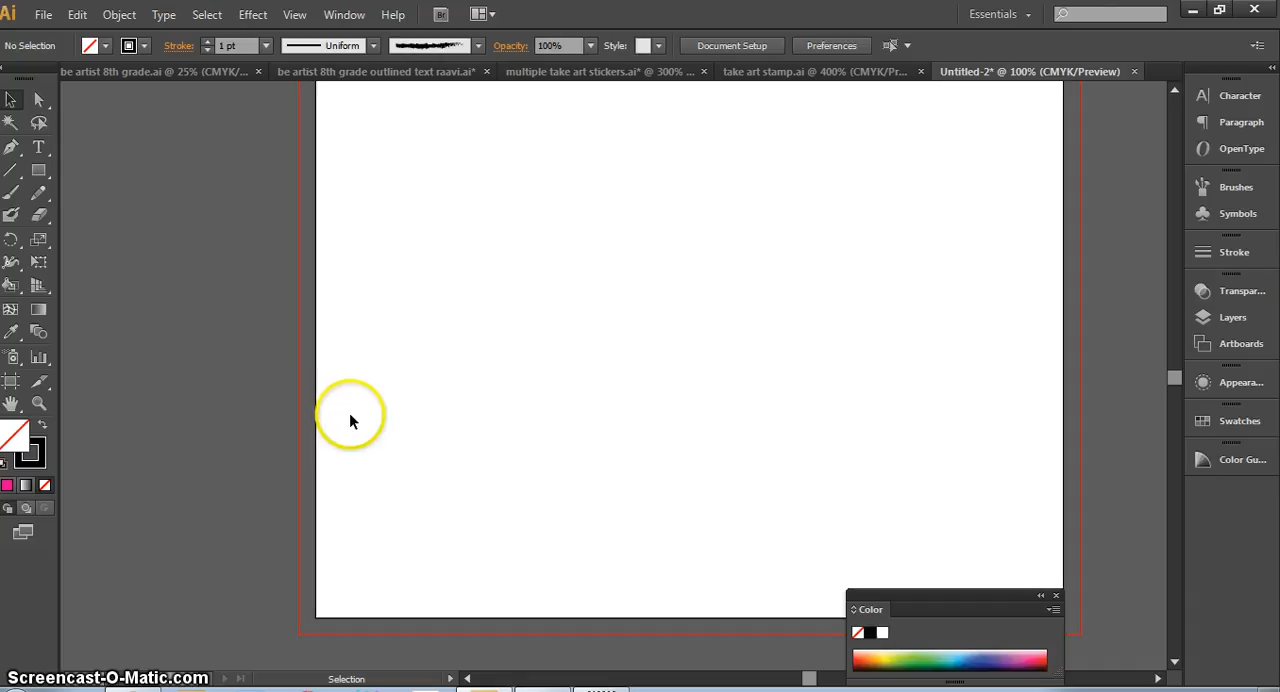 Ai File Edit Object Type Select Effect View Window Help Br Essentials
No Selection Stroke: 1 pt Uniform Opacity: 100% Style: Document Setup Preferences
be artist 8th grade.ai @ 25% (CMYK/... × be artist 8th grade outlined text raavi.ai* × multiple take art stickers.ai* @ 300% ... × take art stamp.ai @ 400% (CMYK/Pr... × Untitled-2* @ 100% (CMYK/Preview) ×
Character
Paragraph
OpenType
Brushes
Symbols
Stroke
Transpar...
Layers
Artboards
Appeara...
Swatches
Color Gu...
Color
Selection
Screencast-O-Matic.com